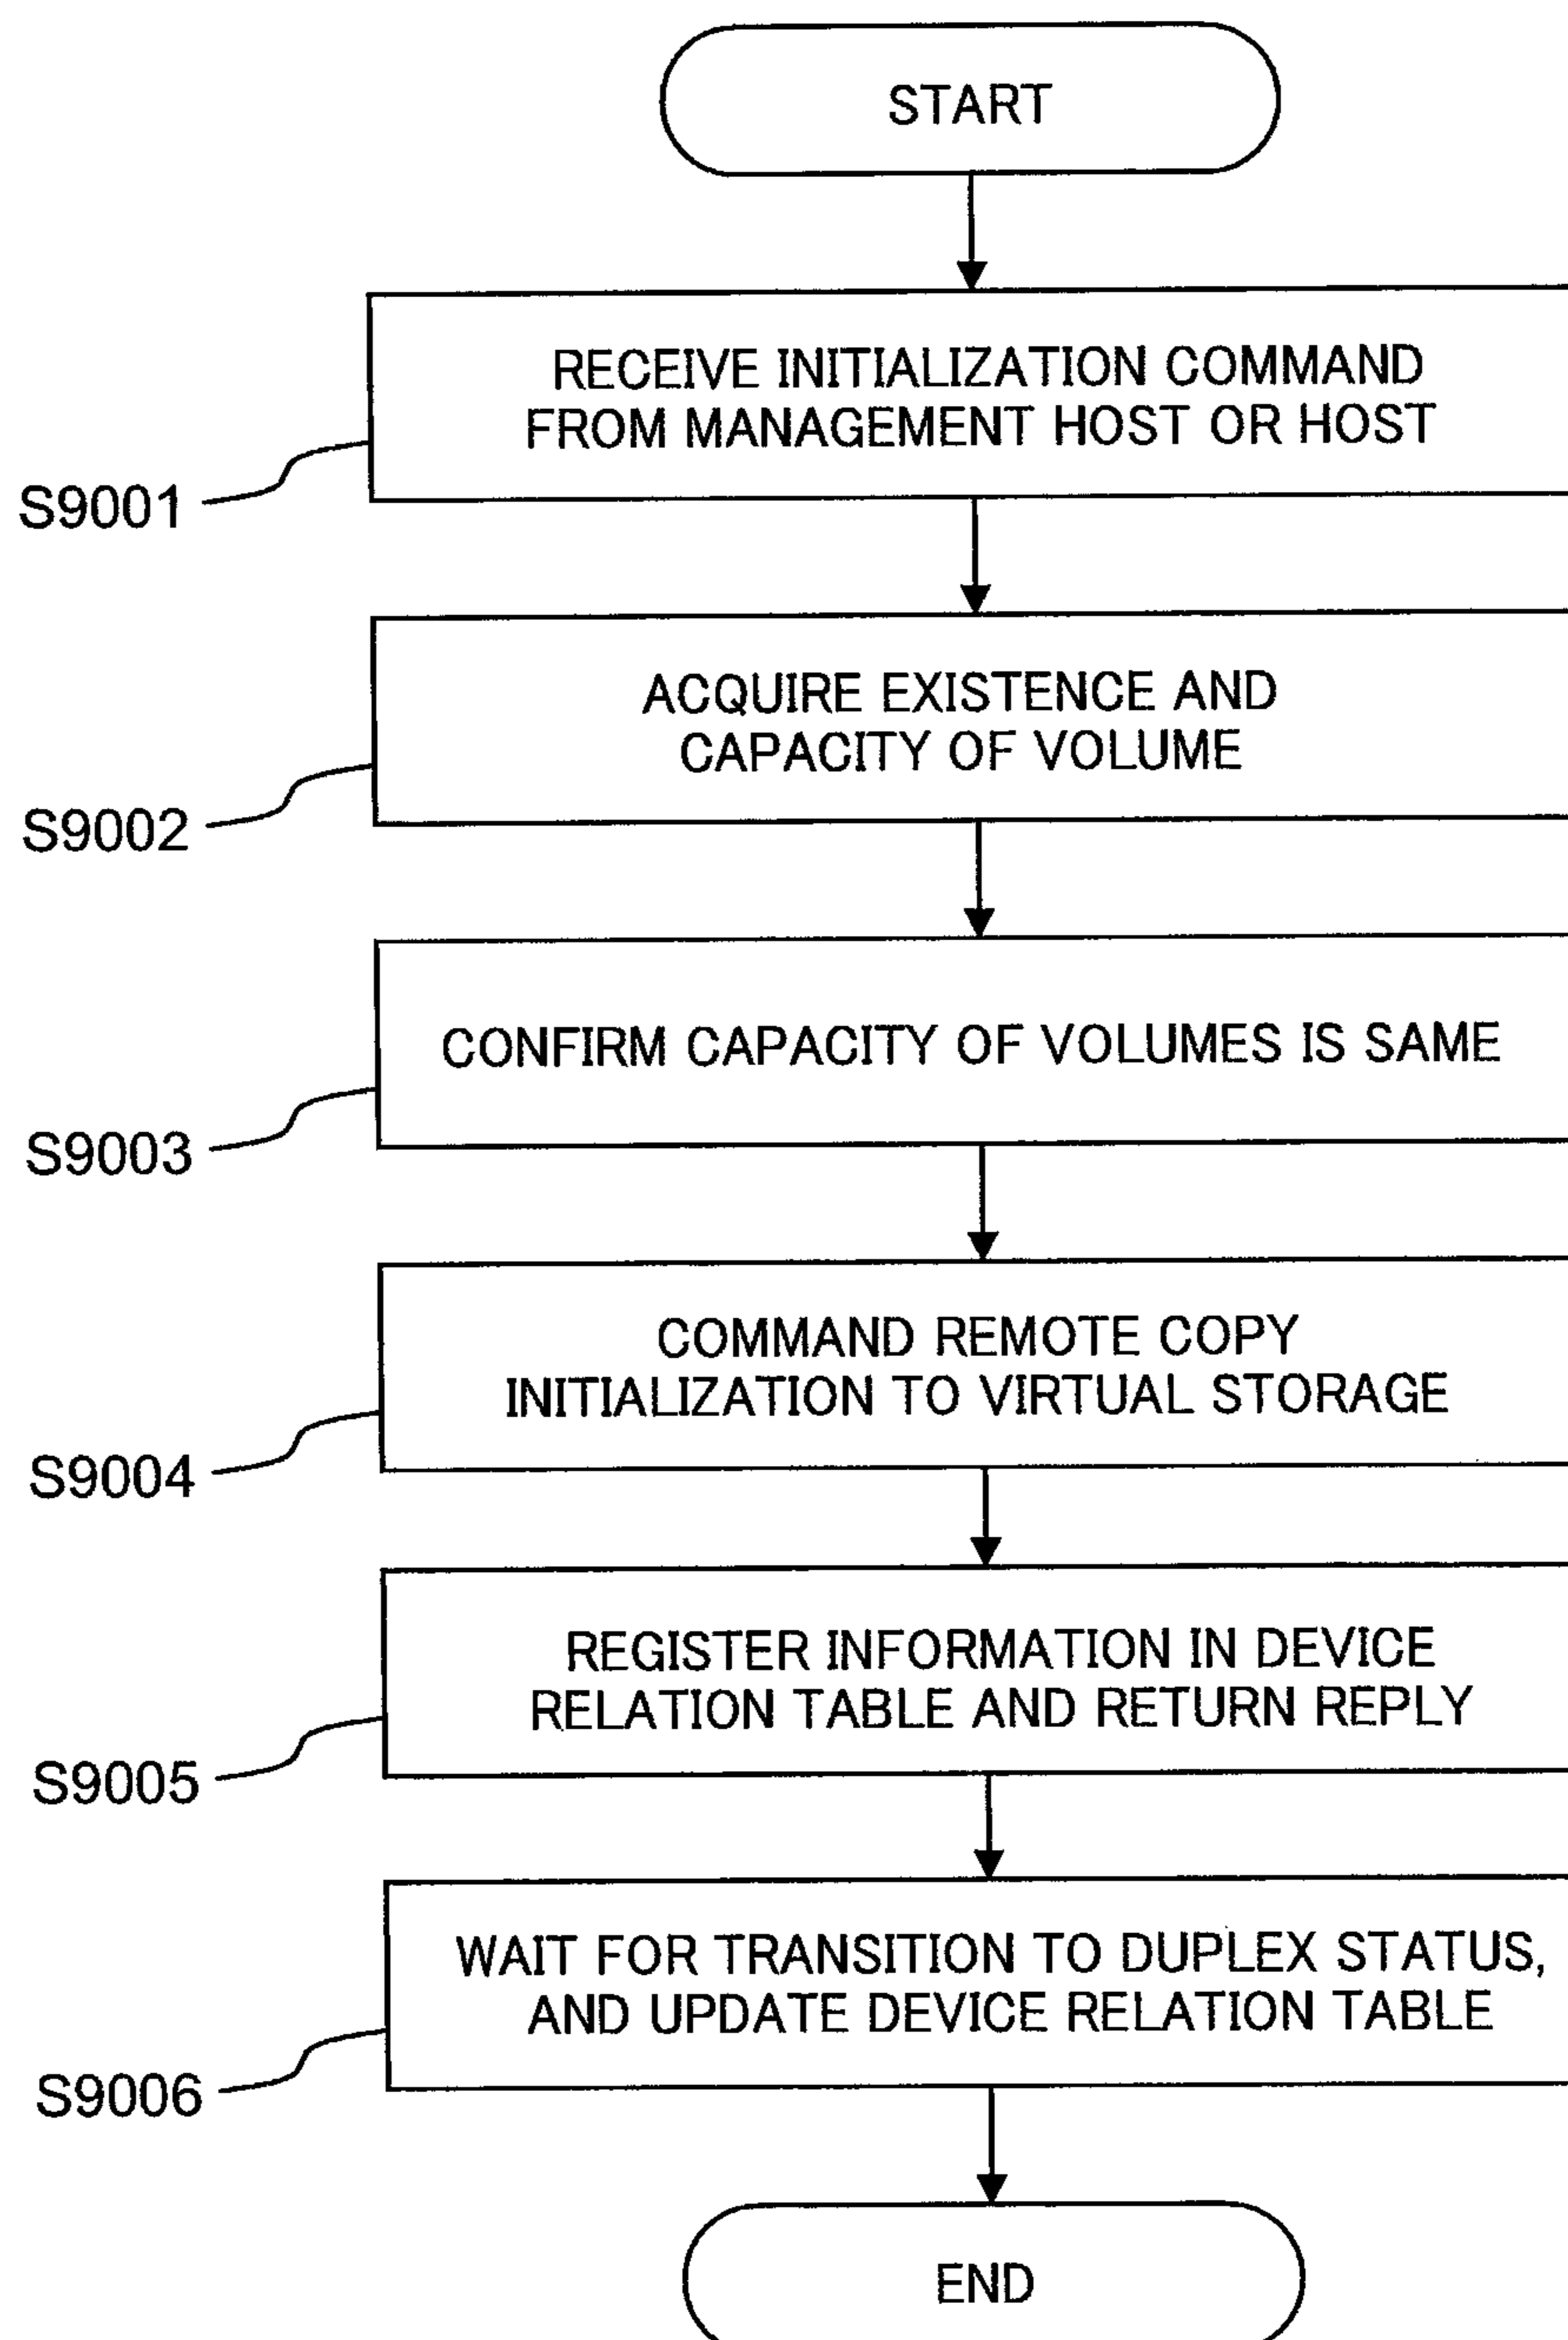 START
RECEIVE INITIALIZATION COMMAND
FROM MANAGEMENT HOST OR HOST
S9001
ACQUIRE EXISTENCE AND
CAPACITY OF VOLUME
S9002
CONFIRM CAPACITY OF VOLUMES IS SAME
S9003
COMMAND REMOTE COPY
INITIALIZATION TO VIRTUAL STORAGE
S9004
REGISTER INFORMATION IN DEVICE
RELATION TABLE AND RETURN REPLY
S9005
WAIT FOR TRANSITION TO DUPLEX STATUS,
AND UPDATE DEVICE RELATION TABLE
S9006
END